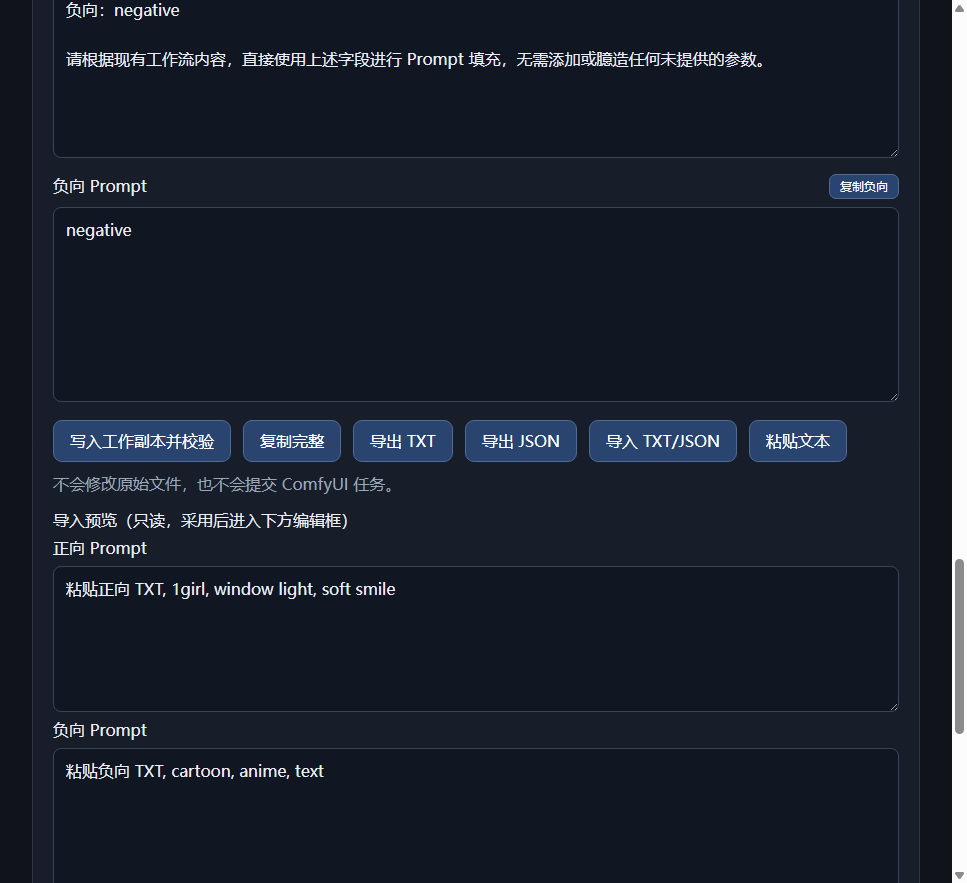 负向：negative
请根据现有工作流内容，直接使用上述字段进行 Prompt 填充，无需添加或臆造任何未提供的参数。
负向 Prompt
复制负向
negative
写入工作副本并校验
复制完整
导出 TXT
导出 JSON
导入 TXT/JSON
粘贴文本
不会修改原始文件，也不会提交 ComfyUI 任务。
导入预览（只读，采用后进入下方编辑框）
正向 Prompt
粘贴正向 TXT, 1girl, window light, soft smile
负向 Prompt
粘贴负向 TXT, cartoon, anime, text